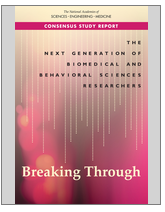 The National Academies of
SCIENCES • ENGINEERING • MEDICINE
CONSENSUS STUDY REPORT
THE
NEXT GENERATION OF
BIOMEDICAL AND
BEHAVIORAL SCIENCES
RESEARCHERS
Breaking Through